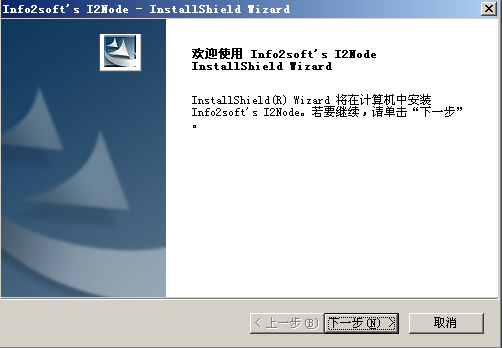 Info2soft's I2Node - InstallShield Wizard
欢迎使用 Info2soft's I2Node
InstallShield Wizard
InstallShield(R) Wizard 将在计算机中安装
Info2soft's I2Node。若要继续，请单击“下一步”
。
< 上一步(B)
下一步(N) >
取消